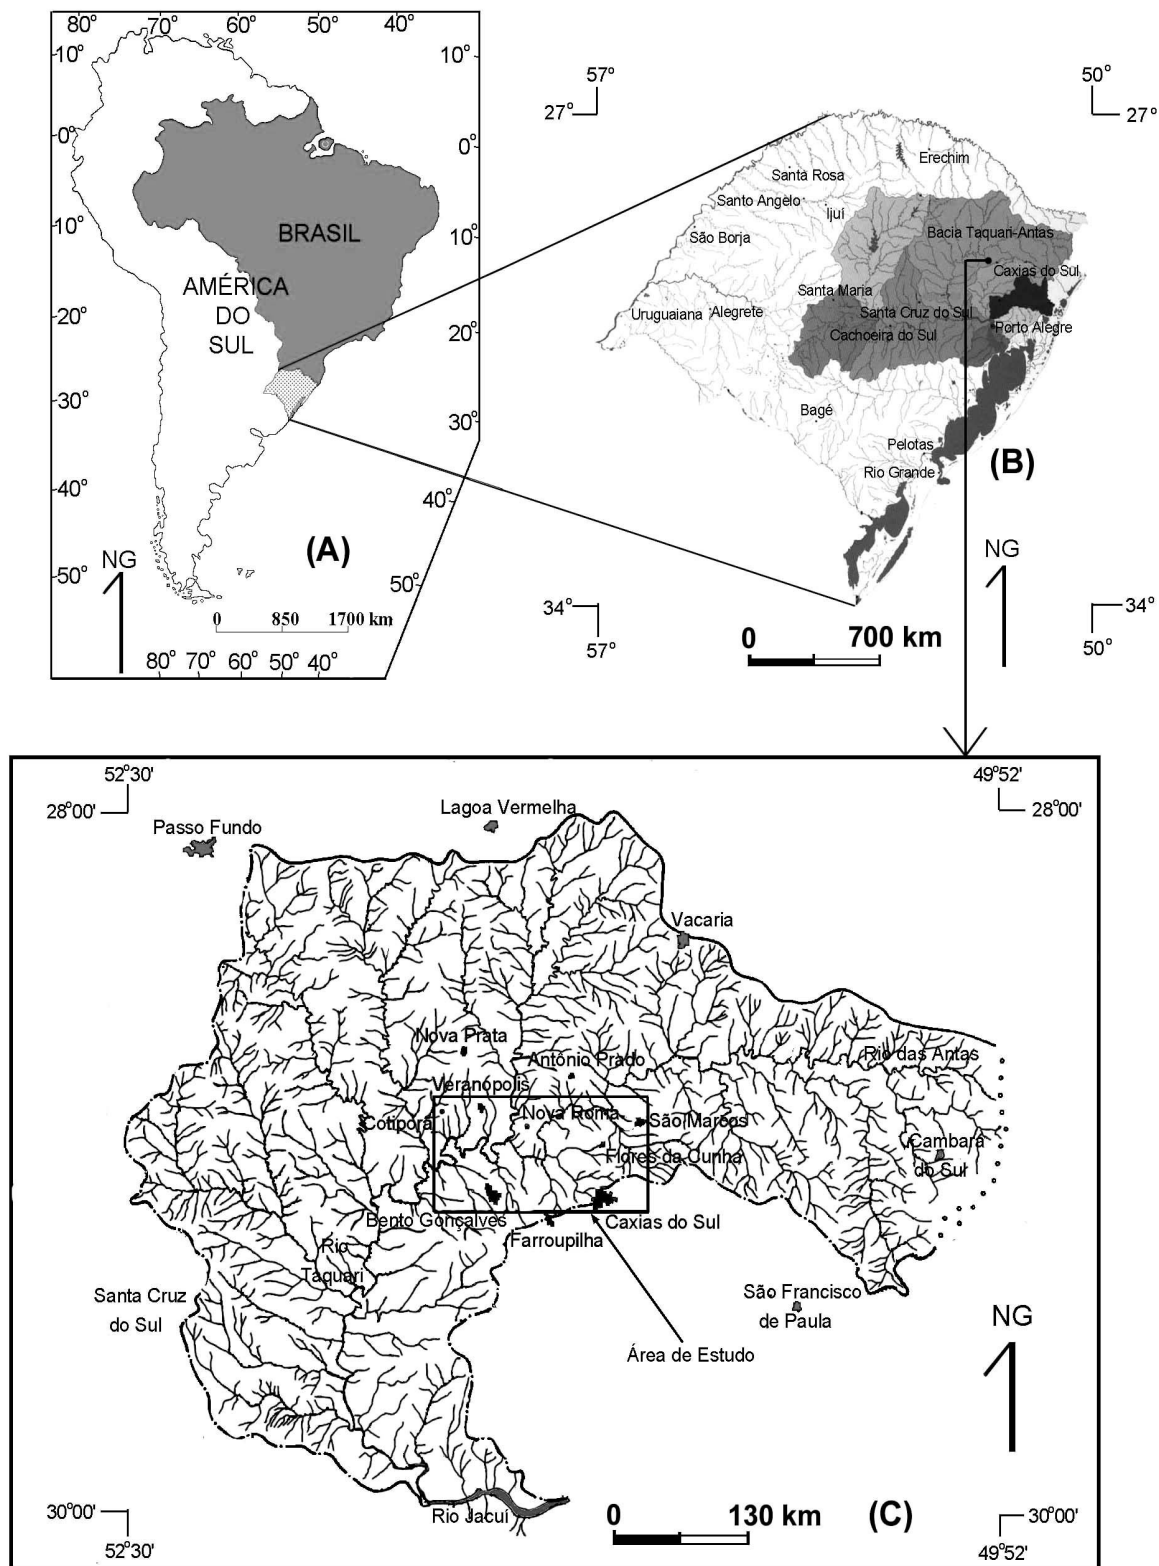 80° 70° 60° 50° 40°
10° 10°
0° 0°
10° 10°
20° 20°
30° 30°
40° 40°
50° 50°
BRASIL
AMÉRICA
DO
SUL
(A)
NG
0 850 1700 km
80° 70° 60° 50° 40°
57° 50°
27° 27°
Erechim
Santa Rosa
Santo Angelo
Ijuí
São Borja
Bacia Taquari-Antas
Caxias do Sul
Santa Maria
Uruguaiana
Alegrete
Santa Cruz do Sul
Cachoeira do Sul
Porto Alegre
Bagé
Pelotas
Rio Grande
(B)
NG
34° 34°
57° 50°
0 700 km
52°30' 49°52'
28°00' 28°00'
Passo Fundo
Lagoa Vermelha
Vacaria
Nova Prata
Antônio Prado
Rio das Antas
Veranópolis
Cotiporã
Nova Roma
São Marcos
Flores da Cunha
Cambará
do Sul
Bento Gonçalves
Caxias do Sul
Farroupilha
Rio
Taquari
Santa Cruz
do Sul
São Francisco
de Paula
NG
Área de Estudo
Rio Jacuí
0 130 km
(C)
30°00' 30°00'
52°30' 49°52'